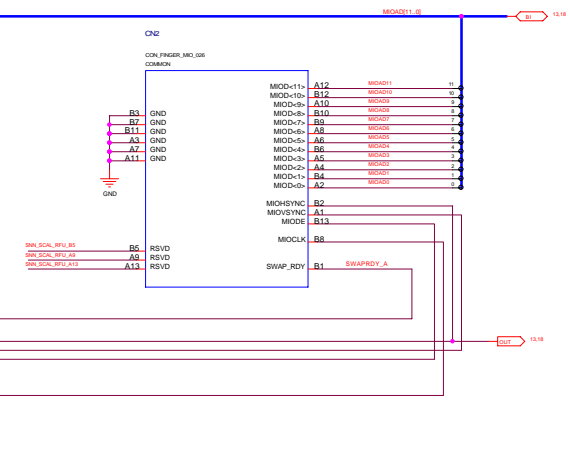 MIOAD[11..0]
BI
13,18
CN2
CON_FINGER_MIO_026
COMMON
MIOD<11> A12 MIOAD11 11
MIOD<10> B12 MIOAD10 10
MIOD<9> A10 MIOAD9 9
B3 GND MIOD<8> B10 MIOAD8 8
B7 GND MIOD<7> B9 MIOAD7 7
B11 GND MIOD<6> A8 MIOAD6 6
A3 GND MIOD<5> A6 MIOAD5 5
A7 GND MIOD<4> B6 MIOAD4 4
A11 GND MIOD<3> A5 MIOAD3 3
MIOD<2> A4 MIOAD2 2
MIOD<1> B4 MIOAD1 1
MIOD<0> A2 MIOAD0 0
GND
MIOHSYNC B2
MIOVSYNC A1
MIODE B13
MIOCLK B8
SNN_SCAL_RFU_B5 B5 RSVD
SNN_SCAL_RFU_A9 A9 RSVD
SNN_SCAL_RFU_A13 A13 RSVD SWAP_RDY B1 SWAPRDY_A
OUT
13,18